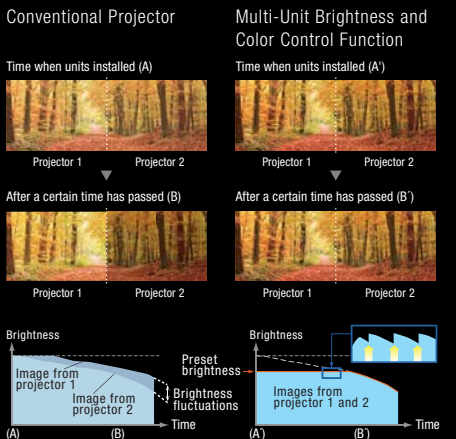 Conventional Projector
Multi-Unit Brightness and
Color Control Function
Time when units installed (A)
Time when units installed (A')
Projector 1
Projector 2
Projector 1
Projector 2
After a certain time has passed (B)
After a certain time has passed (B´)
Projector 1
Projector 2
Projector 1
Projector 2
Brightness
Image from
projector 1
Image from
projector 2
Brightness
fluctuations
Time
(A)
(B)
Brightness
Preset
brightness
Images from
projector 1 and 2
Time
(A´)
(B´)